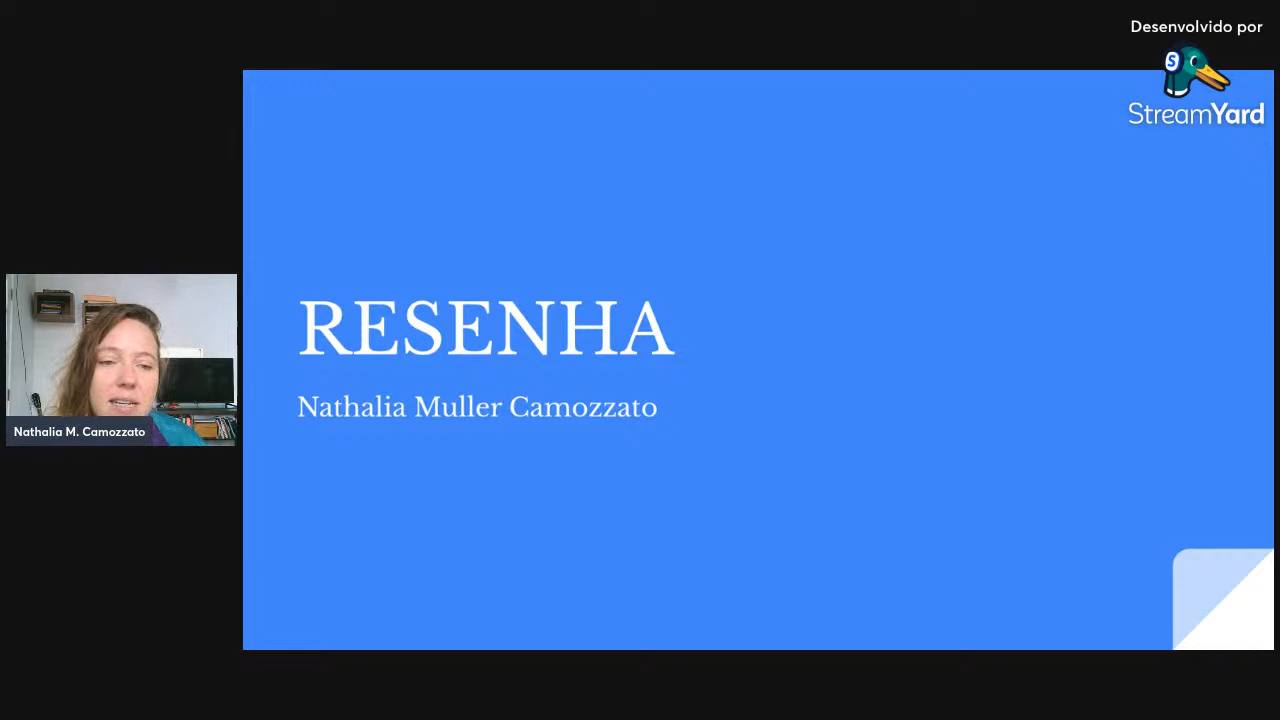 Desenvolvido por
S
StreamYard
RESENHA
Nathalia Muller Camozzato
Nathalia M. Camozzato